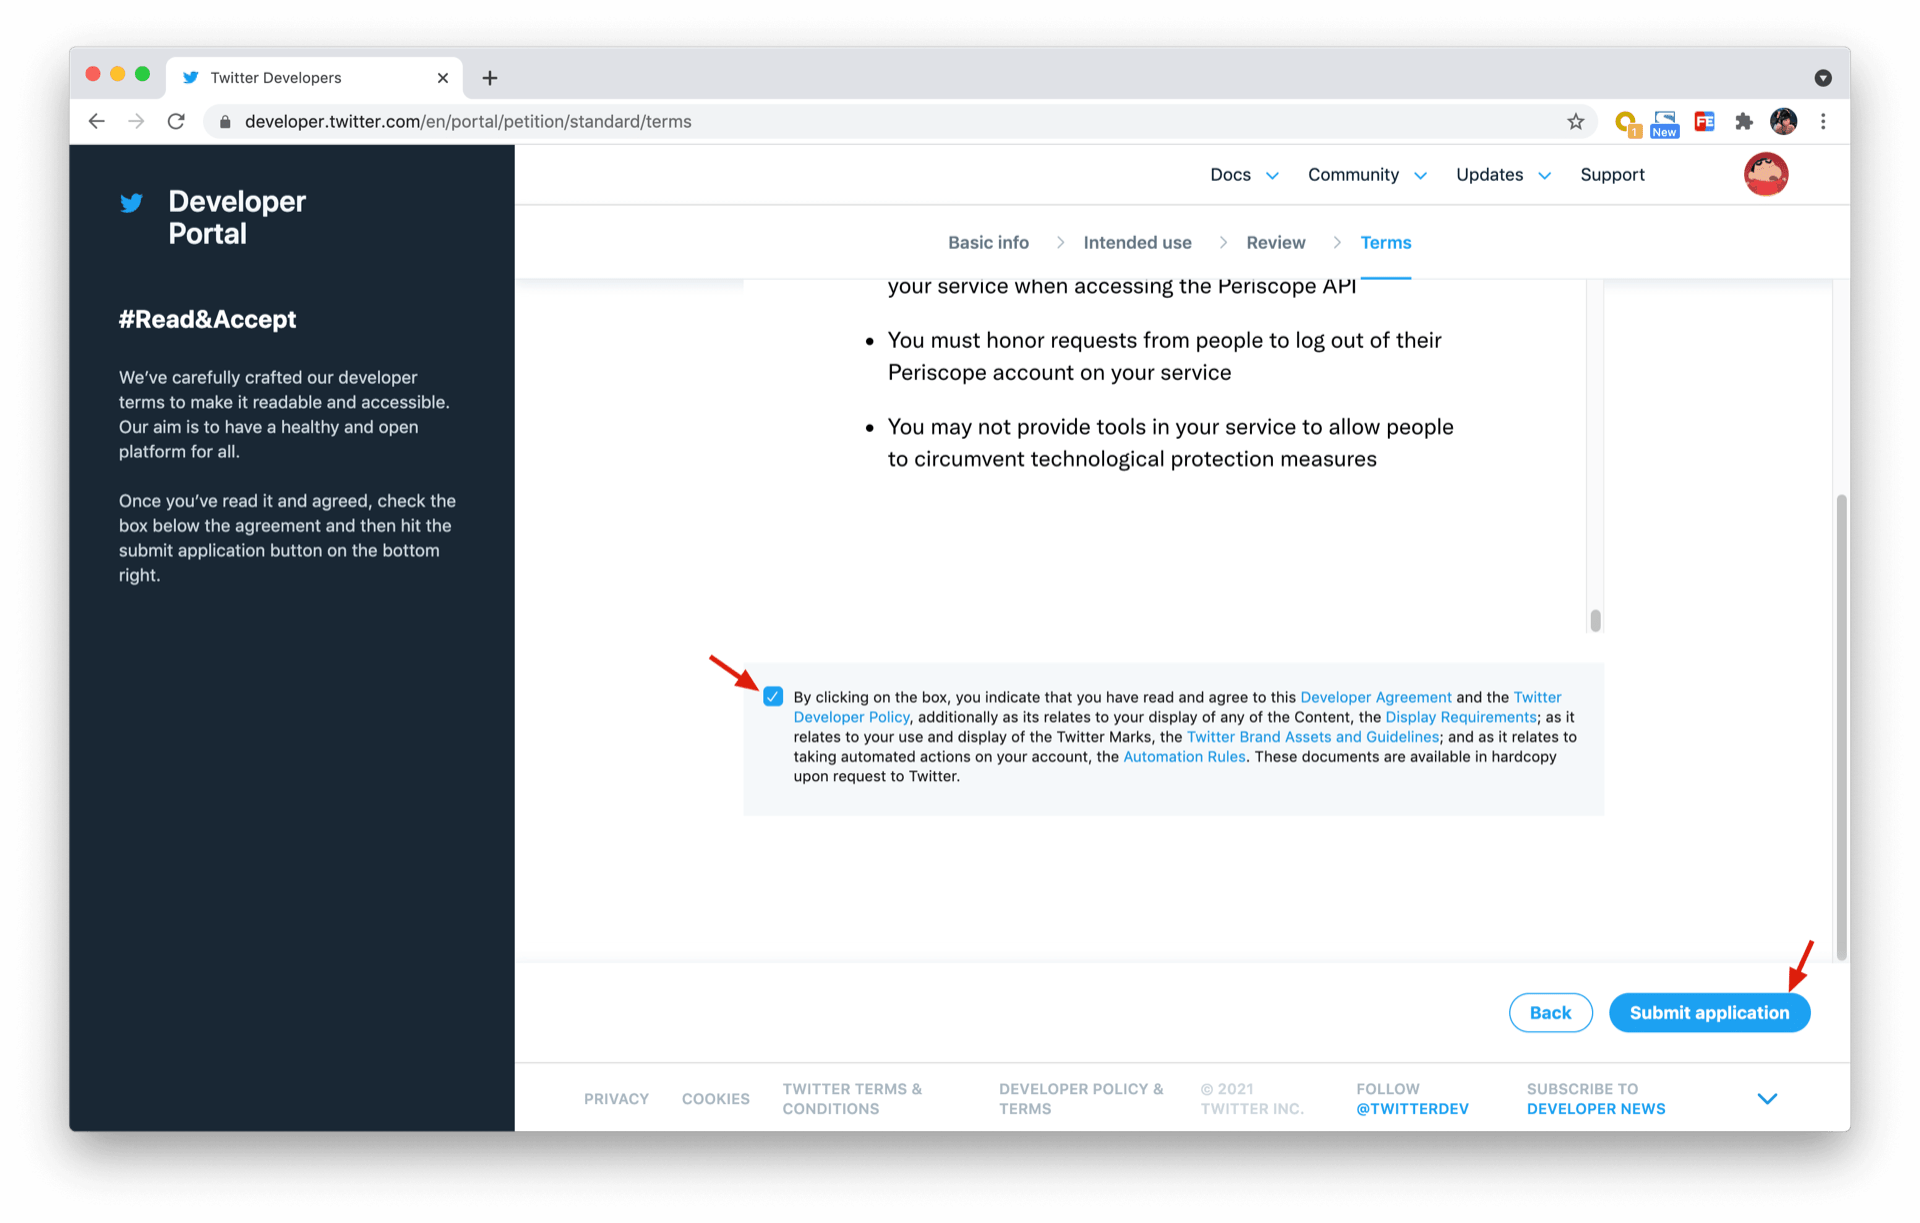 Twitter Developers
developer.twitter.com/en/portal/petition/standard/terms
1
New
FE
Developer
Portal
#Read&Accept
We’ve carefully crafted our developer
terms to make it readable and accessible.
Our aim is to have a healthy and open
platform for all.
Once you’ve read it and agreed, check the
box below the agreement and then hit the
submit application button on the bottom
right.
Docs Community Updates Support
Basic info Intended use Review Terms
your service when accessing the Periscope API
• You must honor requests from people to log out of their
Periscope account on your service
• You may not provide tools in your service to allow people
to circumvent technological protection measures
By clicking on the box, you indicate that you have read and agree to this Developer Agreement and the Twitter
Developer Policy, additionally as its relates to your display of any of the Content, the Display Requirements; as it
relates to your use and display of the Twitter Marks, the Twitter Brand Assets and Guidelines; and as it relates to
taking automated actions on your account, the Automation Rules. These documents are available in hardcopy
upon request to Twitter.
Back Submit application
PRIVACY
COOKIES
TWITTER TERMS &
CONDITIONS
DEVELOPER POLICY &
TERMS
© 2021
TWITTER INC.
FOLLOW
@TWITTERDEV
SUBSCRIBE TO
DEVELOPER NEWS